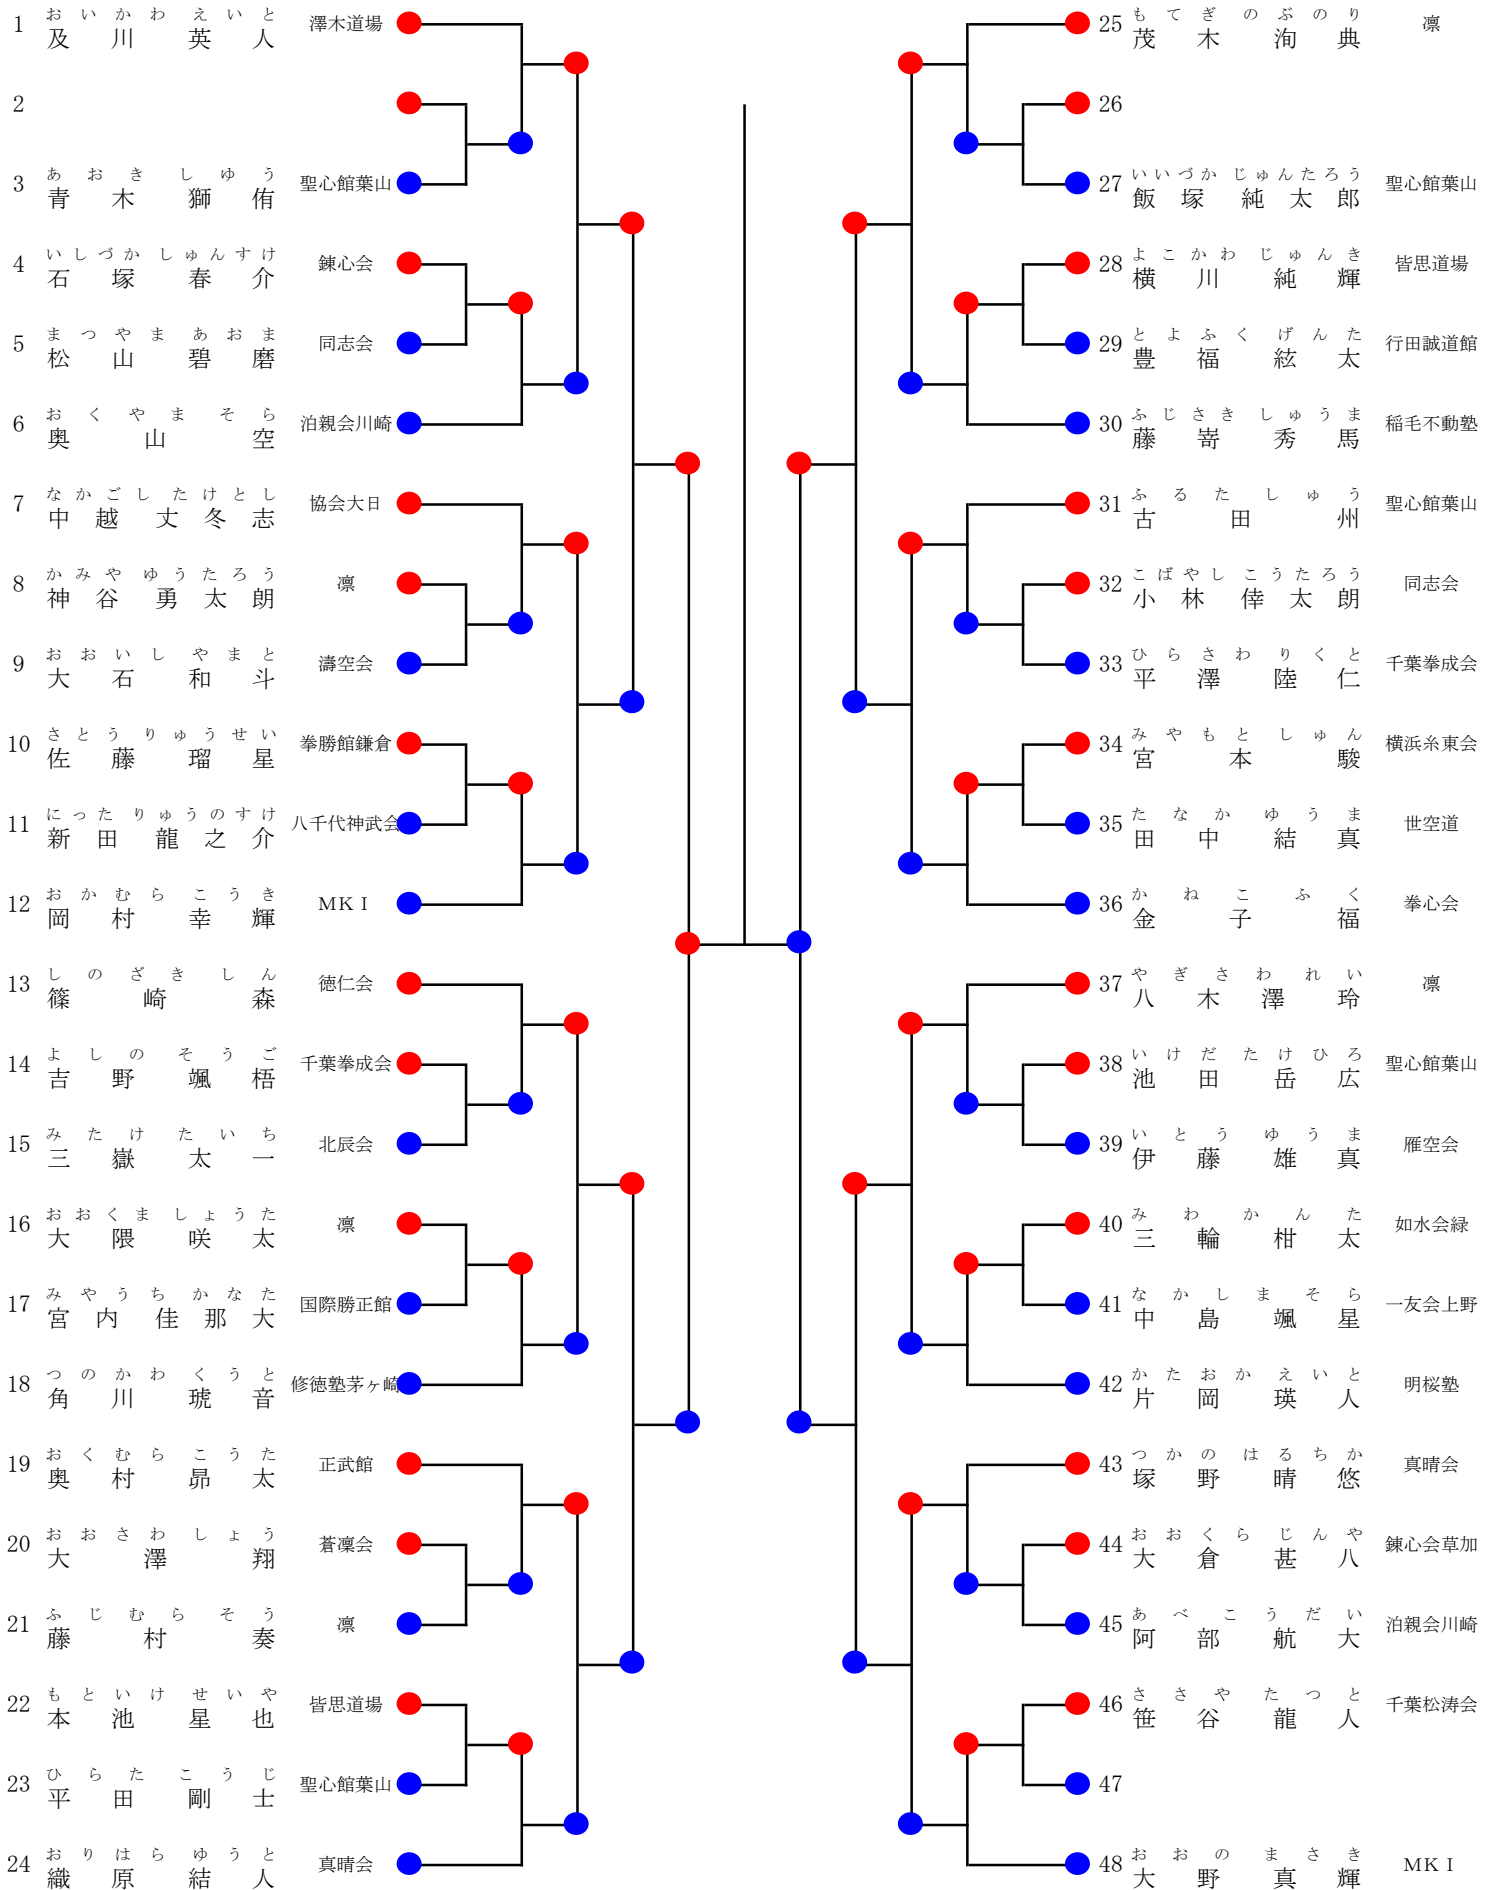 おいかわ えいと
1 及川 英人 澤木道場
2
あおき しゆう
3 青木 獅侑 聖心館葉山
いしづか しゅんすけ
4 石塚 春介 錬心会
まつやま あおま
5 松山 碧磨 同志会
おくやま そら
6 奥山 空 泊親会川崎
なかごし たけとし
7 中越 丈冬志 協会大日
かみや ゆうたろう
8 神谷 勇太朗 凛
おおいし やまと
9 大石 和斗 濤空会
さとう りゅうせい
10 佐藤 瑠星 拳勝館鎌倉
にった りゅうのすけ
11 新田 龍之介 八千代神武会
おかむら こうき
12 岡村 幸輝 MKI
しのざき しん
13 篠崎 森 徳仁会
よしの そうご
14 吉野 颯梧 千葉拳成会
みたけ たいち
15 三嶽 太一 北辰会
おおくま しょうた
16 大隈 咲太 凛
みやうち かなた
17 宮内 佳那大 国際勝正館
つのかわ くうと
18 角川 琥音 修徳塾茅ヶ崎
おくむら こうた
19 奥村 昴太 正武館
おおさわ しょう
20 大澤 翔 蒼凜会
ふじむら そう
21 藤村 奏 凛
もといけ せいや
22 本池 星也 皆思道場
ひらた こうじ
23 平田 剛士 聖心館葉山
おりはら ゆうと
24 織原 結人 真晴会
もてぎ のぶのり
25 茂木 洵典 凛
26
いいづか じゅんたろう
27 飯塚 純太郎 聖心館葉山
よこかわ じゅんき
28 横川 純輝 皆思道場
とよふく げんた
29 豊福 絃太 行田誠道館
ふじさき しゅうま
30 藤嵜 秀馬 稲毛不動塾
ふるた しゅう
31 古田 州 聖心館葉山
こばやし こうたろう
32 小林 倖太朗 同志会
ひらさわ りくと
33 平澤 陸仁 千葉拳成会
みやもと しゅん
34 宮本 駿 横浜糸東会
たなか ゆうま
35 田中 結真 世空道
かねこ ふく
36 金子 福 拳心会
やぎさわ れい
37 八木澤 玲 凛
いけだ たけひろ
38 池田 岳広 聖心館葉山
いとう ゆうま
39 伊藤 雄真 雁空会
みわ かんた
40 三輪 柑太 如水会緑
なかしま そら
41 中島 颯星 一友会上野
かたおか えいと
42 片岡 瑛人 明桜塾
つかの はるちか
43 塚野 晴悠 真晴会
おおくら じんや
44 大倉 甚八 錬心会草加
あべ こうだい
45 阿部 航大 泊親会川崎
ささや たつと
46 笹谷 龍人 千葉松涛会
47
おおの まさき
48 大野 真輝 MKI